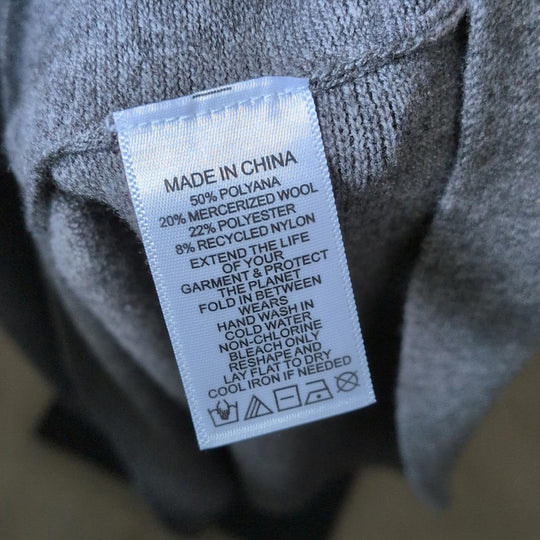 MADE IN CHINA
50% POLYANA
20% MERCERIZED WOOL
22% POLYESTER
8% RECYCLED NYLON
EXTEND THE LIFE
OF YOUR
GARMENT & PROTECT
THE PLANET
FOLD IN BETWEEN
WEARS
HAND WASH IN
COLD WATER
NON-CHLORINE
BLEACH ONLY
RESHAPE AND
LAY FLAT TO DRY
COOL IRON IF NEEDED